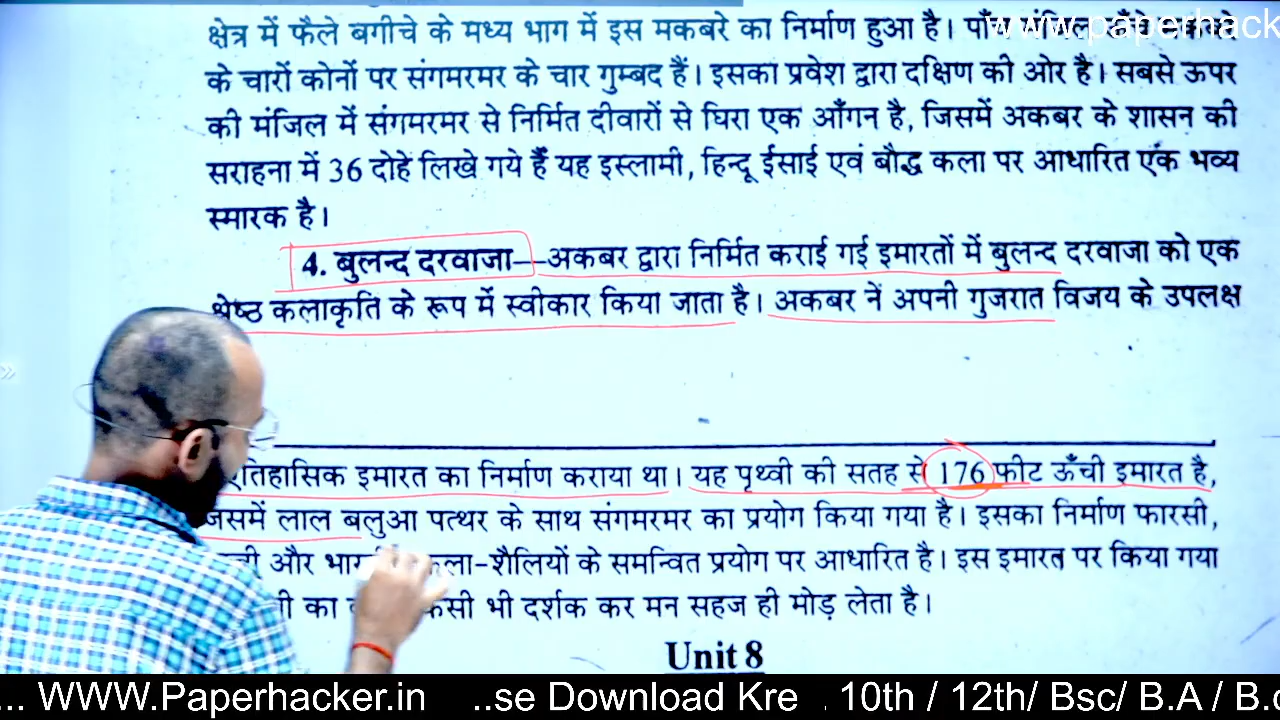 क्षेत्र में फैले बगीचे के मध्य भाग में इस मकबरे का निर्माण हुआ है। पाँच मंजिल ऊँचे मकबरे
www.paperhacker
के चारों कोनों पर संगमरमर के चार गुम्बद हैं। इसका प्रवेश द्वारा दक्षिण की ओर है। सबसे ऊपर
की मंजिल में संगमरमर से निर्मित दीवारों से घिरा एक आँगन है, जिसमें अकबर के शासन की
सराहना में 36 दोहे लिखे गये हैं यह इस्लामी, हिन्दू ईसाई एवं बौद्ध कला पर आधारित एक भव्य
स्मारक है।
4. बुलन्द दरवाजा—अकबर द्वारा निर्मित कराई गई इमारतों में बुलन्द दरवाजा को एक
श्रेष्ठ कलाकृति के रूप में स्वीकार किया जाता है। अकबर नें अपनी गुजरात विजय के उपलक्ष
ऐतिहासिक इमारत का निर्माण कराया था। यह पृथ्वी की सतह से 176 फीट ऊँची इमारत है,
जिसमें लाल बलुआ पत्थर के साथ संगमरमर का प्रयोग किया गया है। इसका निर्माण फारसी,
और कला-शैलियों के समन्वित प्रयोग पर आधारित है। इस इमारत पर किया गया
का किसी भी दर्शक कर मन सहज ही मोड़ लेता है।
Unit 8
... WWW.Paperhacker.in ..se Download Kre . 10th / 12th/ Bsc/ B.A / B.c